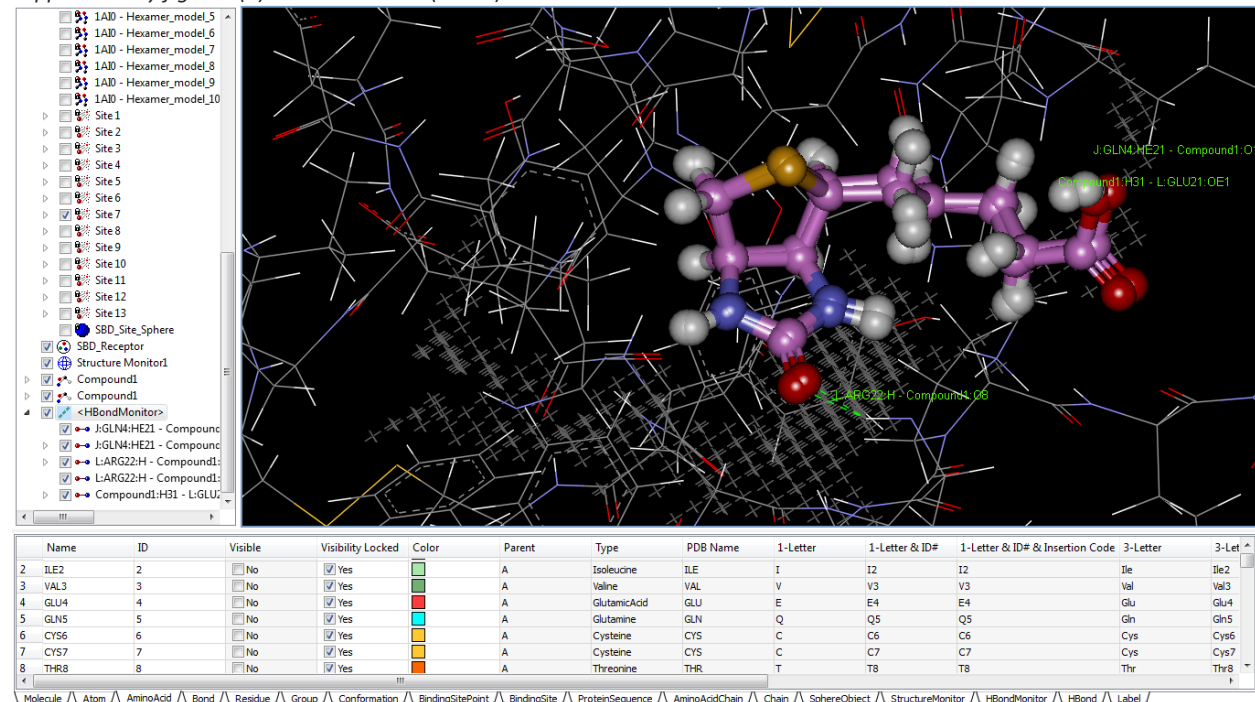 1AI0 - Hexamer_model_5
1AI0 - Hexamer_model_6
1AI0 - Hexamer_model_7
1AI0 - Hexamer_model_8
1AI0 - Hexamer_model_9
1AI0 - Hexamer_model_10
Site 1
Site 2
Site 3
Site 4
Site 5
Site 6
Site 7
Site 8
Site 9
Site 10
Site 11
Site 12
Site 13
SBD_Site_Sphere
SBD_Receptor
Structure Monitor1
Compound1
Compound1
<HBondMonitor>
J:GLN4:HE21 - Compounc
J:GLN4:HE21 - Compounc
L:ARG22:H - Compound1:
L:ARG22:H - Compound1:
Compound1:H31 - L:GLU2
J:GLN4:HE21 - Compound1:O
Compound1:H31 - L:GLU21:OE1
L:ARG22:H - Compound1:O8
Name ID Visible Visibility Locked Color Parent Type PDB Name 1-Letter 1-Letter & ID# 1-Letter & ID# & Insertion Code 3-Letter 3-Let
2 ILE2 2 No Yes A Isoleucine ILE I I2 I2 Ile Ile2
3 VAL3 3 No Yes A Valine VAL V V3 V3 Val Val3
4 GLU4 4 No Yes A GlutamicAcid GLU E E4 E4 Glu Glu4
5 GLN5 5 No Yes A Glutamine GLN Q Q5 Q5 Gln Gln5
6 CYS6 6 No Yes A Cysteine CYS C C6 C6 Cys Cys6
7 CYS7 7 No Yes A Cysteine CYS C C7 C7 Cys Cys7
8 THR8 8 No Yes A Threonine THR T T8 T8 Thr Thr8
Molecule Atom AminoAcid Bond Residue Group Conformation BindingSitePoint BindingSite ProteinSequence AminoAcidChain Chain SphereObject StructureMonitor HBondMonitor HBond Label